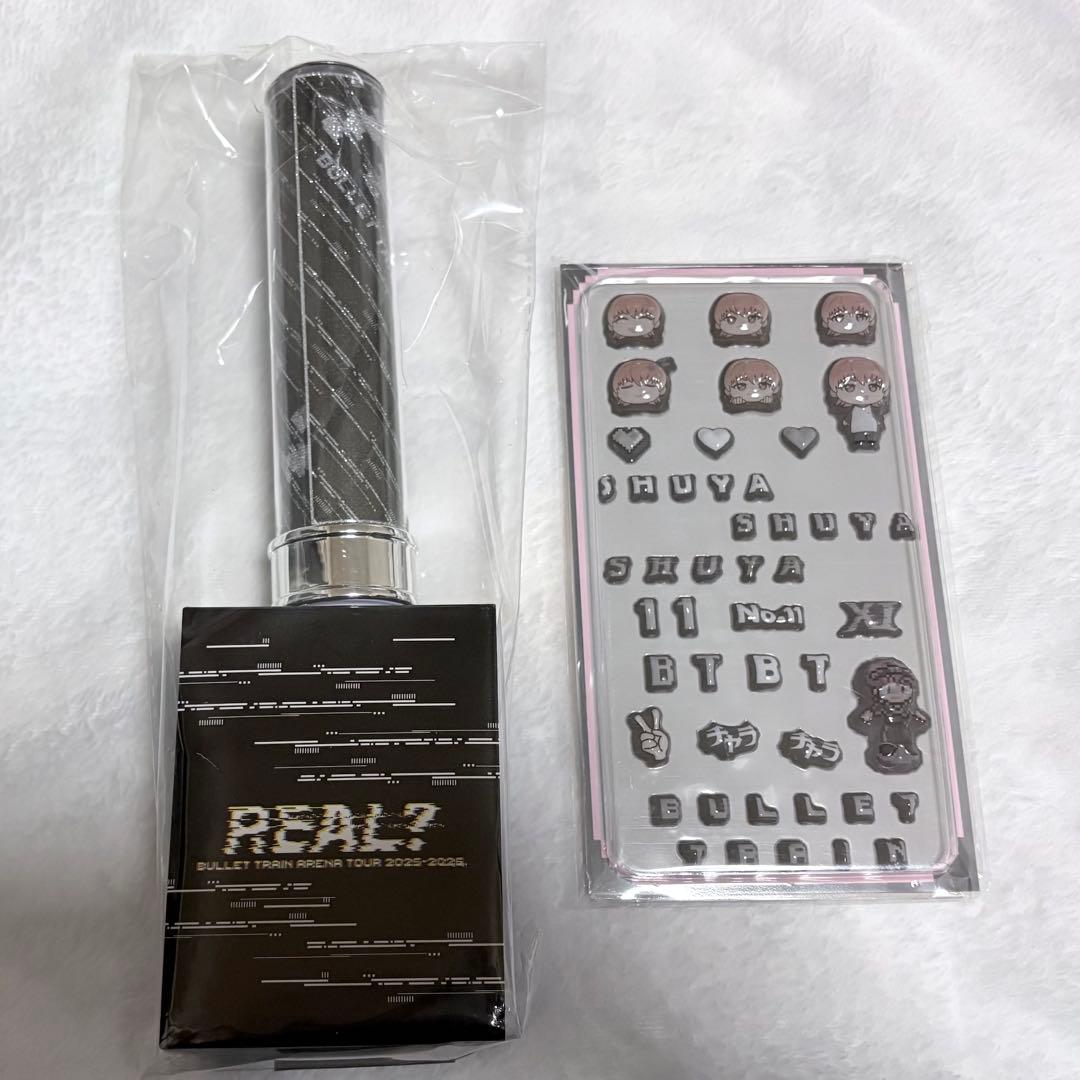 BULLET
REAL?
BULLET TRAIN ARENA TOUR 2025-2026.
SHUYA
SHUYA
SHUYA
11 No.11 XI
BTBT
チャラ チャラ
BULLET
TRAIN